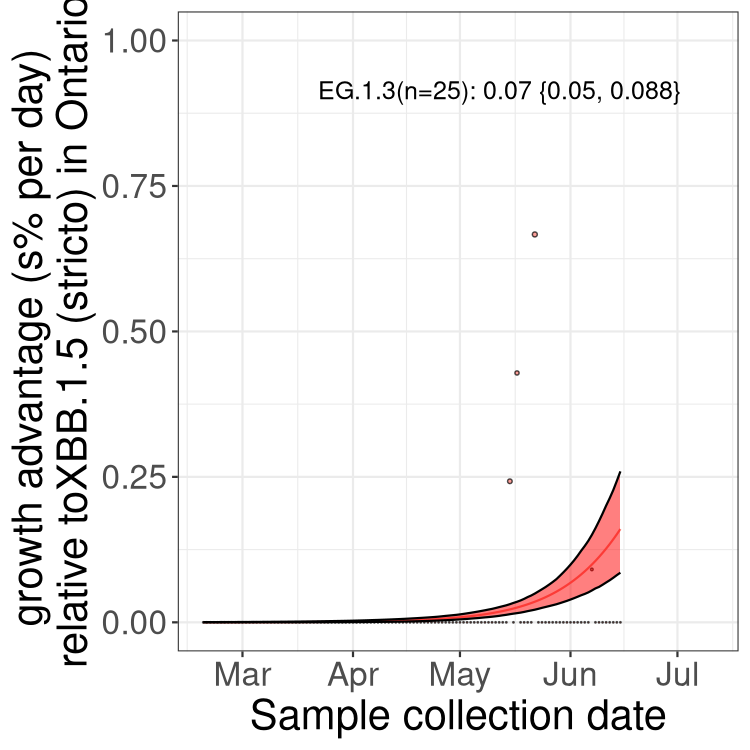 growth advantage (s% per day)
relative toXBB.1.5 (stricto) in Ontario
1.00
0.75
0.50
0.25
0.00
EG.1.3(n=25): 0.07 {0.05, 0.088}
Mar Apr May Jun Jul
Sample collection date